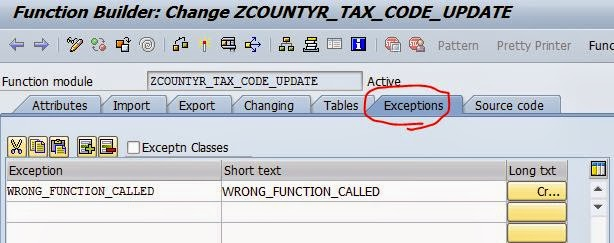 Function Builder: Change ZCOUNTYR_TAX_CODE_UPDATE
Pattern Pretty Printer Func
Function module ZCOUNTYR_TAX_CODE_UPDATE Active
Attributes Import Export Changing Tables Exceptions Source code
Exceptn Classes
Exception Short text Long txt
WRONG_FUNCTION_CALLED WRONG_FUNCTION_CALLED Cr...